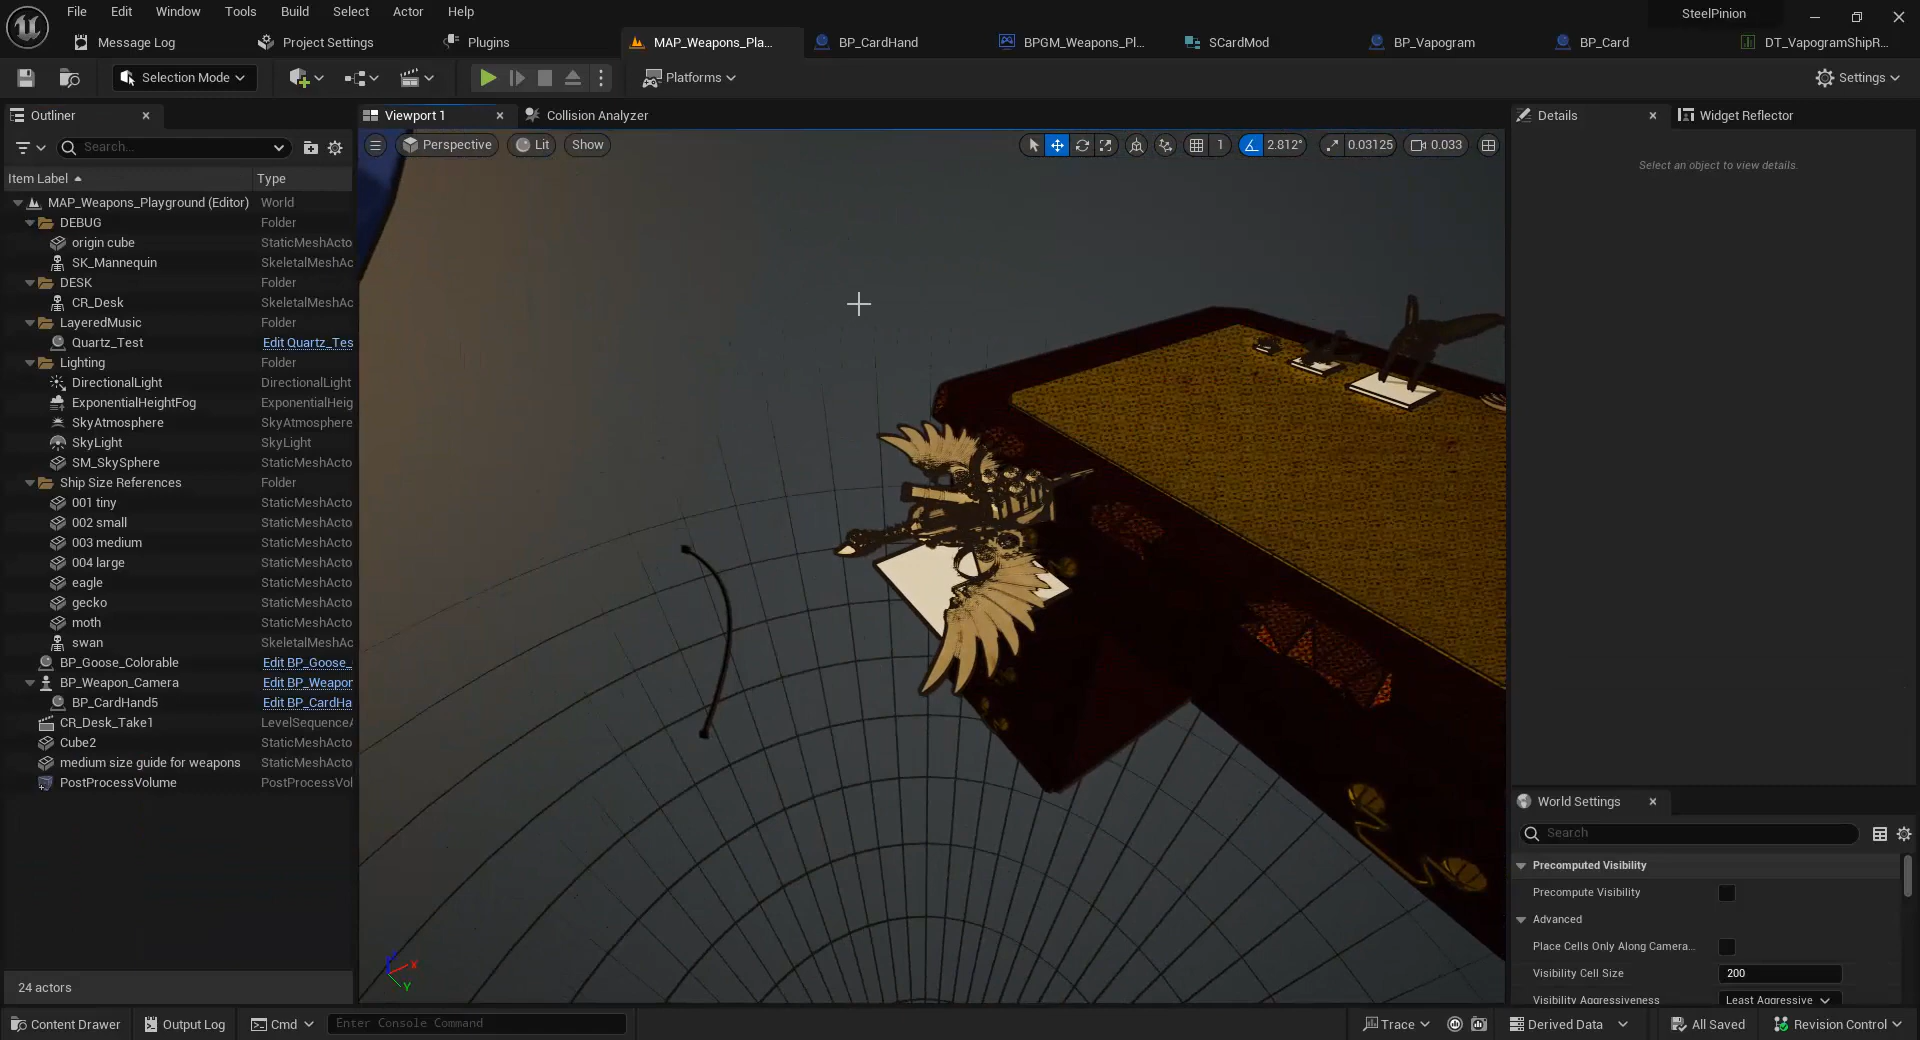 File Edit Window Tools Build Select Actor Help
SteelPinion
Message Log Project Settings Plugins
MAP_Weapons_Pla... BP_CardHand BPGM_Weapons_Pl... SCardMod BP_Vapogram BP_Card DT_VapogramShipR...
Selection Mode Platforms Settings
Outliner
Viewport 1 Collision Analyzer
Details Widget Reflector
Search...
Perspective Lit Show 1 2.812° 0.03125 0.033
Select an object to view details.
Item Label Type
MAP_Weapons_Playground (Editor) World
DEBUG Folder
origin cube StaticMeshActo
SK_Mannequin SkeletalMeshAc
DESK Folder
CR_Desk SkeletalMeshAc
LayeredMusic Folder
Quartz_Test Edit Quartz_Tes
Lighting Folder
DirectionalLight DirectionalLight
ExponentialHeightFog ExponentialHeig
SkyAtmosphere SkyAtmosphere
SkyLight SkyLight
SM_SkySphere StaticMeshActo
Ship Size References Folder
001 tiny StaticMeshActo
002 small StaticMeshActo
003 medium StaticMeshActo
004 large StaticMeshActo
eagle StaticMeshActo
gecko StaticMeshActo
moth StaticMeshActo
swan SkeletalMeshAc
BP_Goose_Colorable Edit BP_Goose_
BP_Weapon_Camera Edit BP_Weapon
BP_CardHand5 Edit BP_CardHa
CR_Desk_Take1 LevelSequenceA
Cube2 StaticMeshActo
medium size guide for weapons StaticMeshActo
PostProcessVolume PostProcessVol
24 actors
X
Y
World Settings
Search
Precomputed Visibility
Precompute Visibility
Advanced
Place Cells Only Along Camera...
Visibility Cell Size 200
Visibility Aggressiveness Least Aggressive
Content Drawer Output Log Cmd Enter Console Command Trace Derived Data All Saved Revision Control